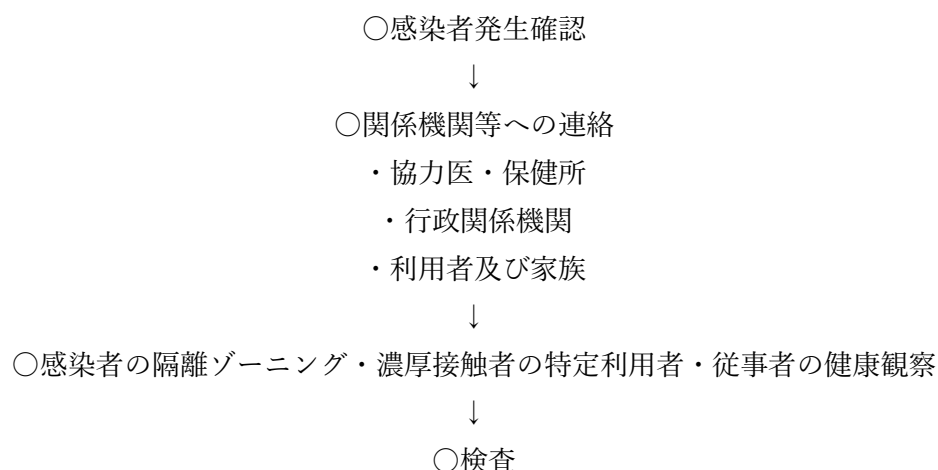 ○感染者発生確認
↓
○関係機関等への連絡
・協力医・保健所
・行政関係機関
・利用者及び家族
↓
○感染者の隔離ゾーニング・濃厚接触者の特定利用者・従事者の健康観察
↓
○検査